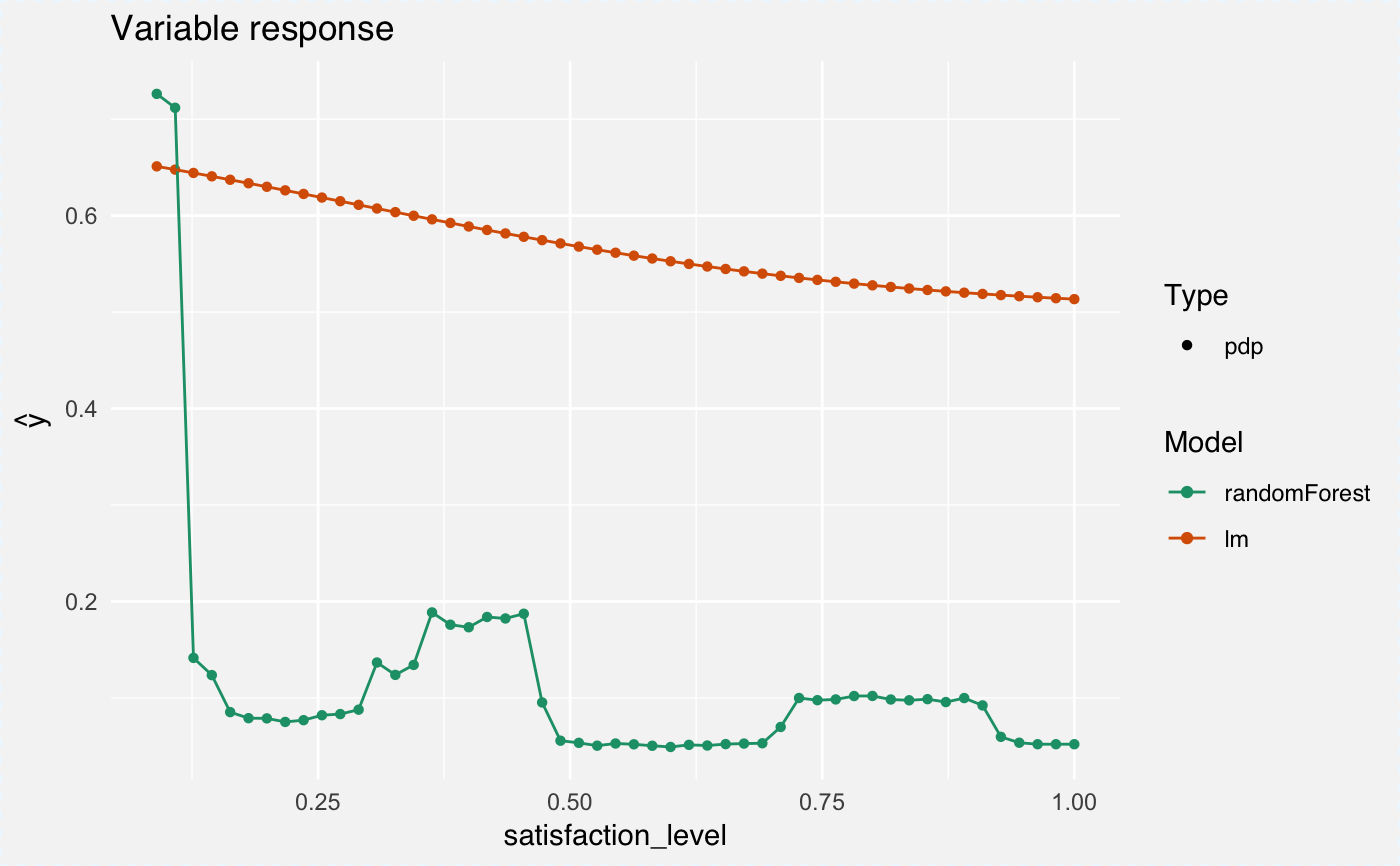 Variable response
0.6
0.4
0.2
ŷ
0.25 0.50 0.75 1.00
satisfaction_level
Type
pdp
Model
randomForest
lm